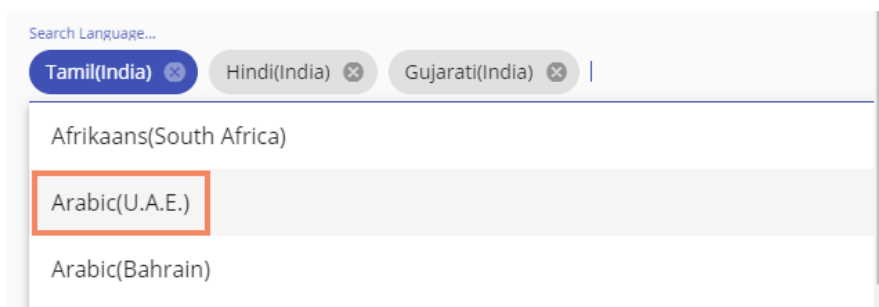 Search Language...
Tamil(India) Hindi(India) Gujarati(India)
Afrikaans(South Africa)
Arabic(U.A.E.)
Arabic(Bahrain)